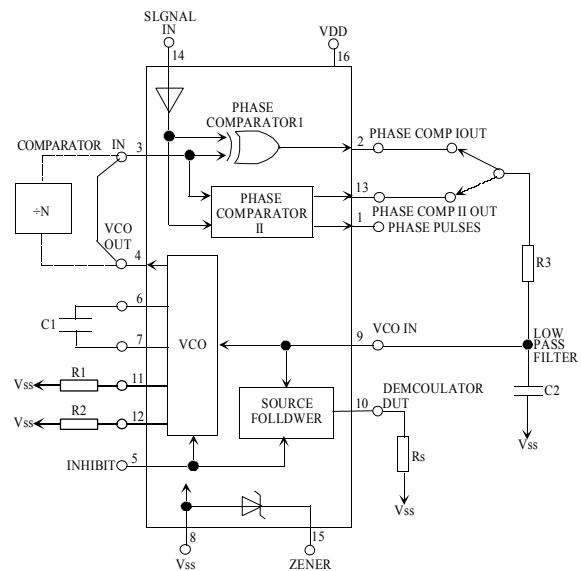 SLGNAL
IN
14
VDD
16
PHASE
COMPARATOR1
COMPARATOR IN 3
2 PHASE COMP IOUT
÷N
PHASE
COMPARATOR
II
13
PHASE COMP II OUT
1 PHASE PULSES
VCO
OUT
4
R3
6
C1
7
VCO
9 VCO IN
LOW
PASS
FILTER
Vss R1 11
Vss R2 12
SOURCE
FOLLDWER
10
DEMCOULATOR
DUT
C2
Vss
INHIBIT 5
Rs
Vss
8
Vss
15
ZENER